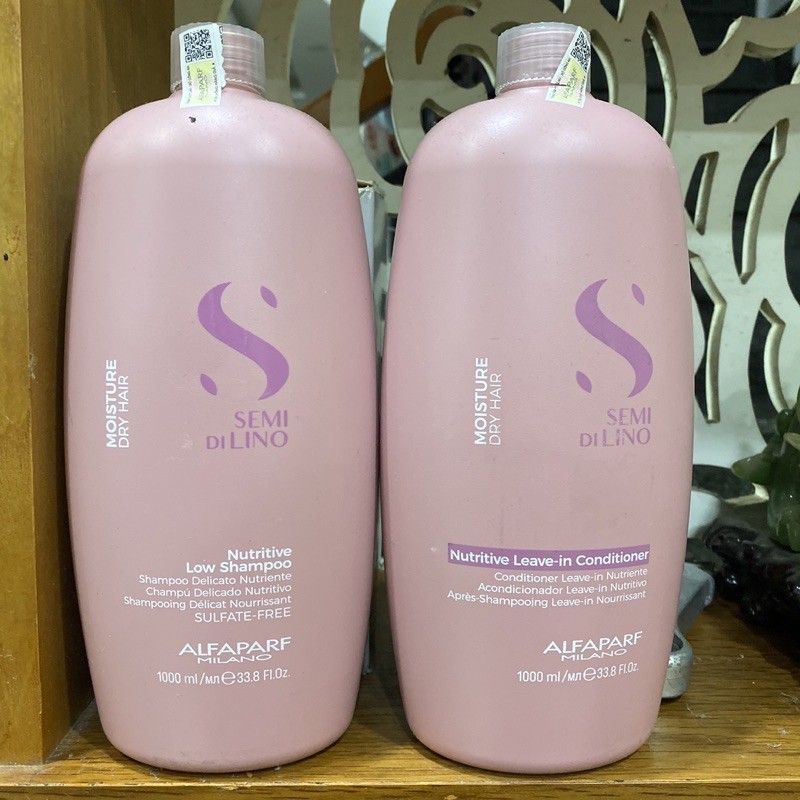 ALFAPARF
MOISTURE
DRY HAIR
SEMI
DI LINO
Nutritive
Low Shampoo
Shampoo Delicato Nutriente
Champú Delicado Nutritivo
Shampooing Délicat Nourrissant
SULFATE-FREE
ALFAPARF
MILANO
1000 ml/мл℮33.8 Fl.Oz.
MOISTURE
DRY HAIR
SEMI
DI LINO
Nutritive Leave-in Conditioner
Conditioner Leave-in Nutriente
Acondicionador Leave-in Nutritivo
Après-Shampooing Leave-in Nourrissant
ALFAPARF
MILANO
1000 ml/мл℮33.8 Fl.Oz.